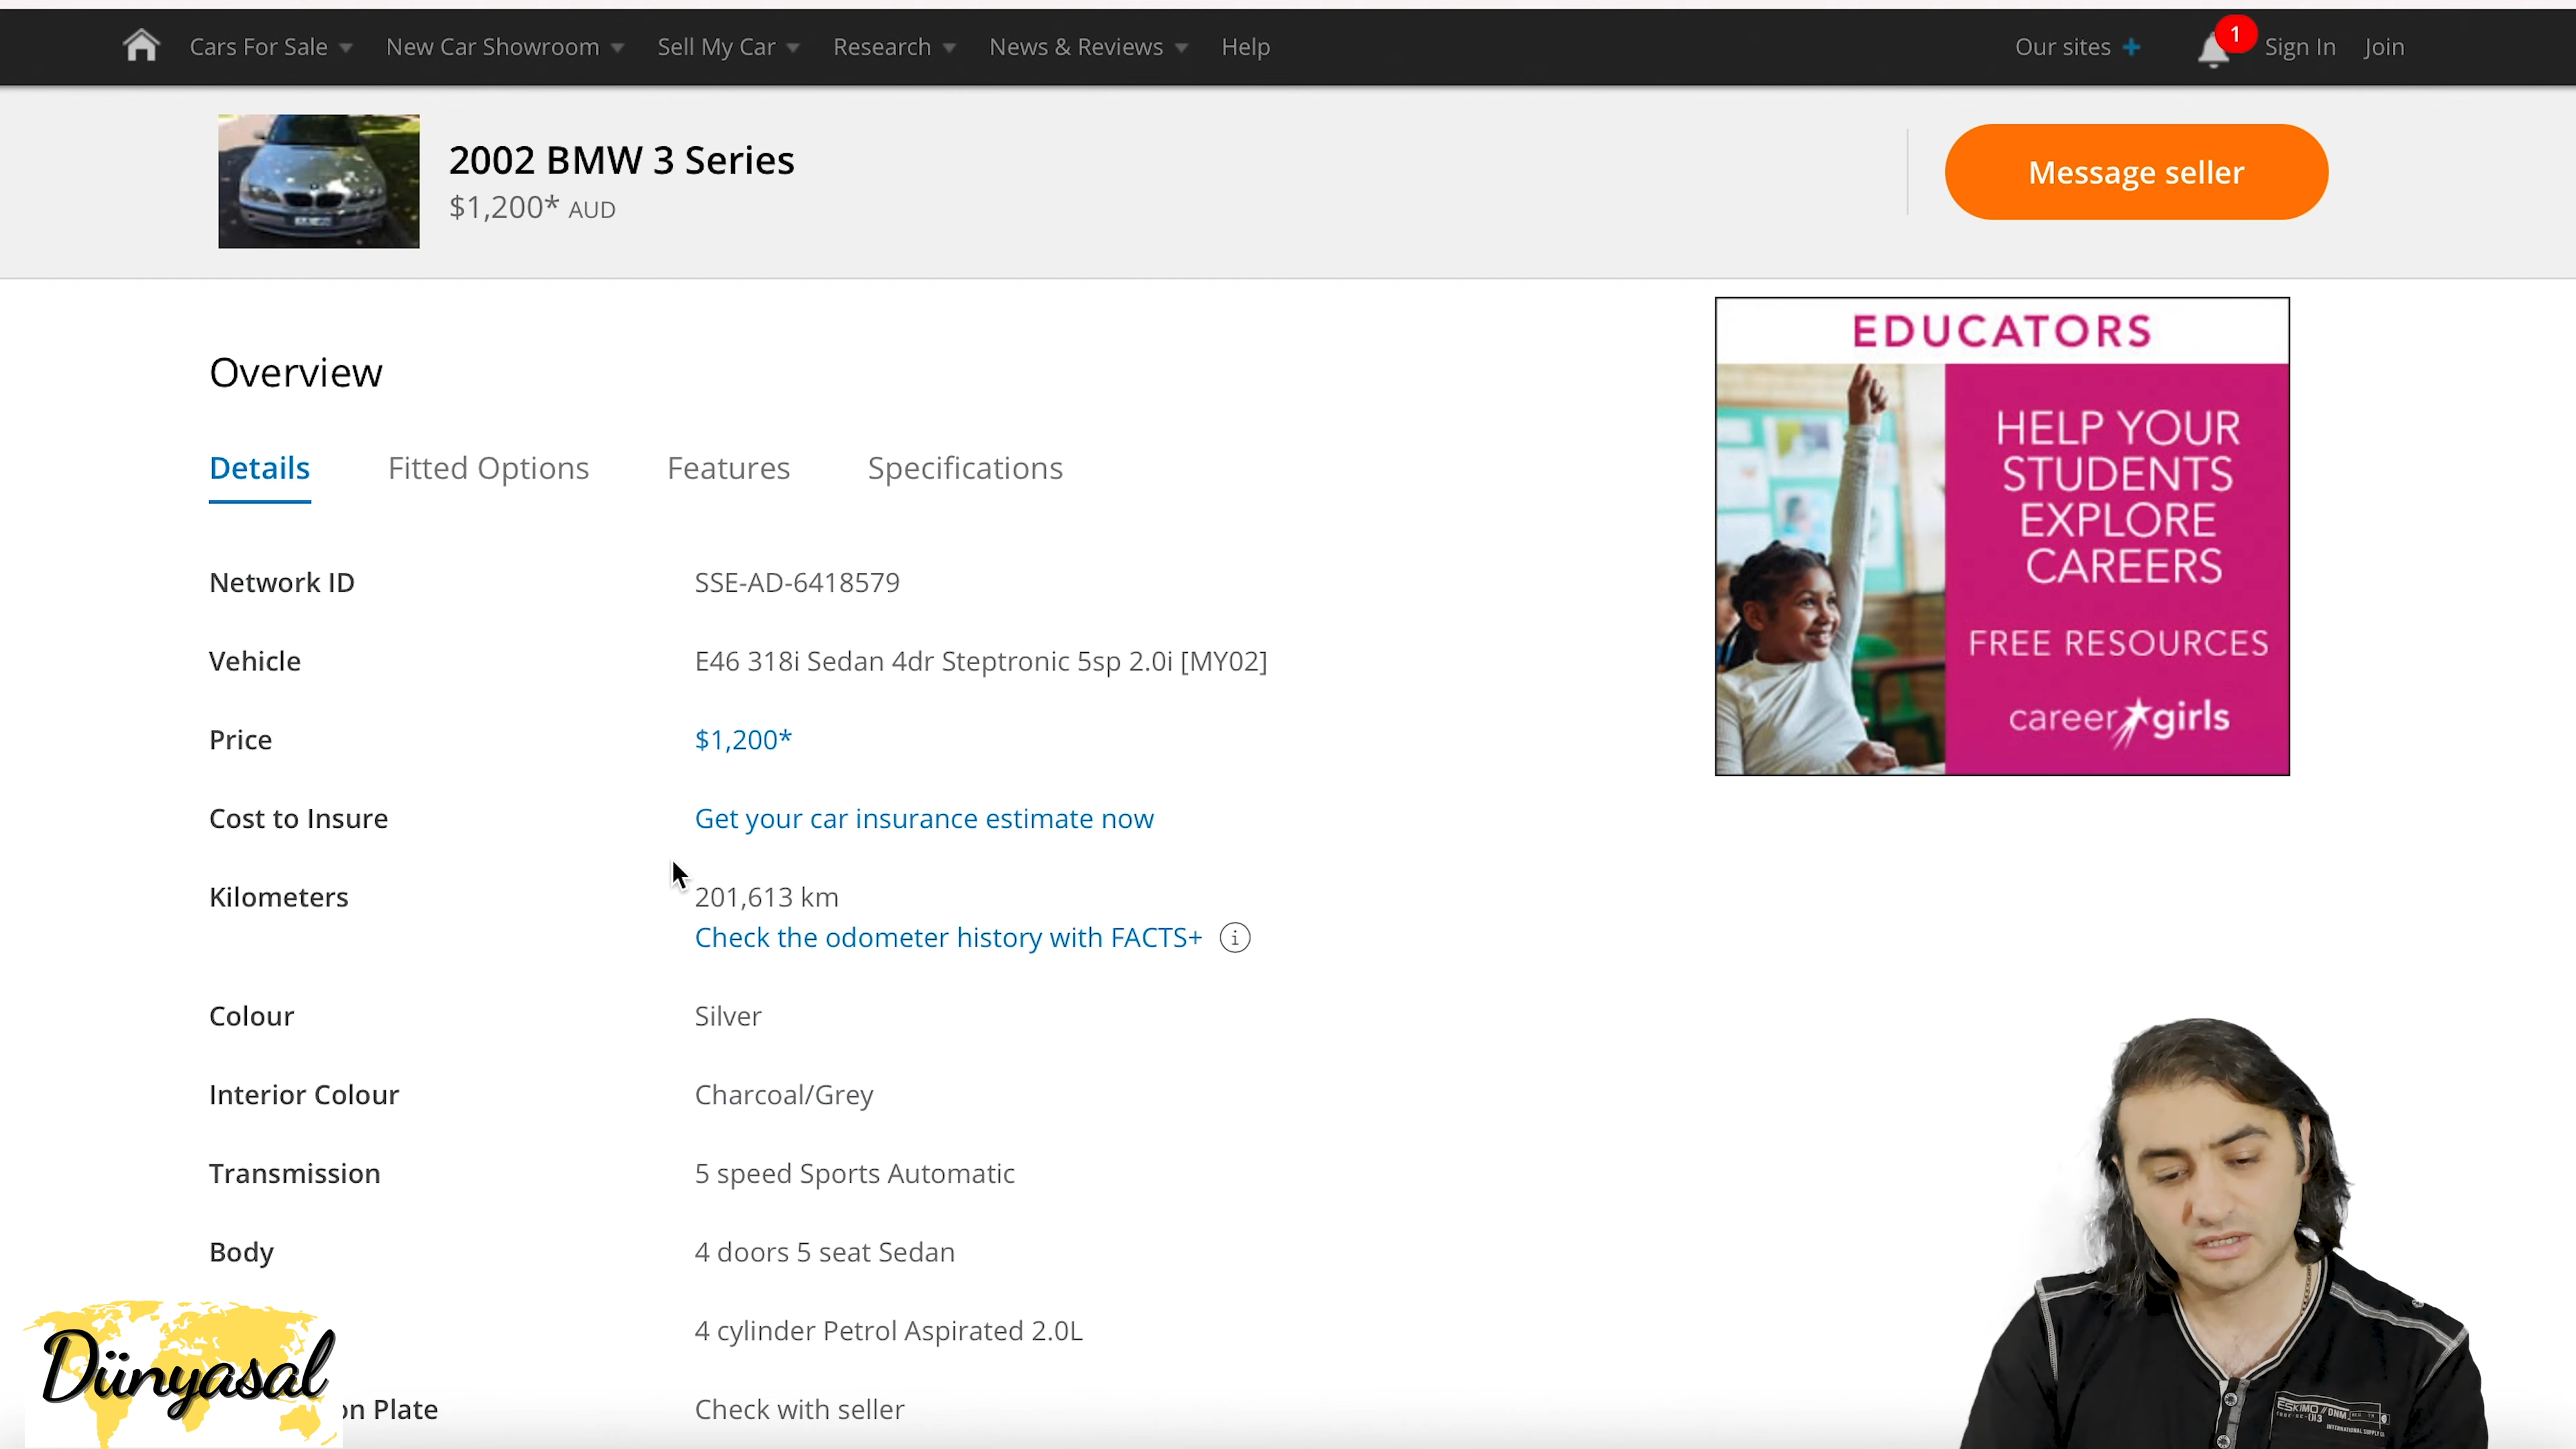 Cars For Sale New Car Showroom Sell My Car Research News & Reviews Help Our sites + 1 Sign In Join
2002 BMW 3 Series
$1,200* AUD
Message seller
Overview
Details Fitted Options Features Specifications
Network ID SSE-AD-6418579
Vehicle E46 318i Sedan 4dr Steptronic 5sp 2.0i [MY02]
Price $1,200*
Cost to Insure Get your car insurance estimate now
Kilometers 201,613 km
Check the odometer history with FACTS+
Colour Silver
Interior Colour Charcoal/Grey
Transmission 5 speed Sports Automatic
Body 4 doors 5 seat Sedan
4 cylinder Petrol Aspirated 2.0L
on Plate Check with seller
EDUCATORS
HELP YOUR
STUDENTS
EXPLORE
CAREERS
FREE RESOURCES
career girls
Dünyasal
ESKIMO // DNM